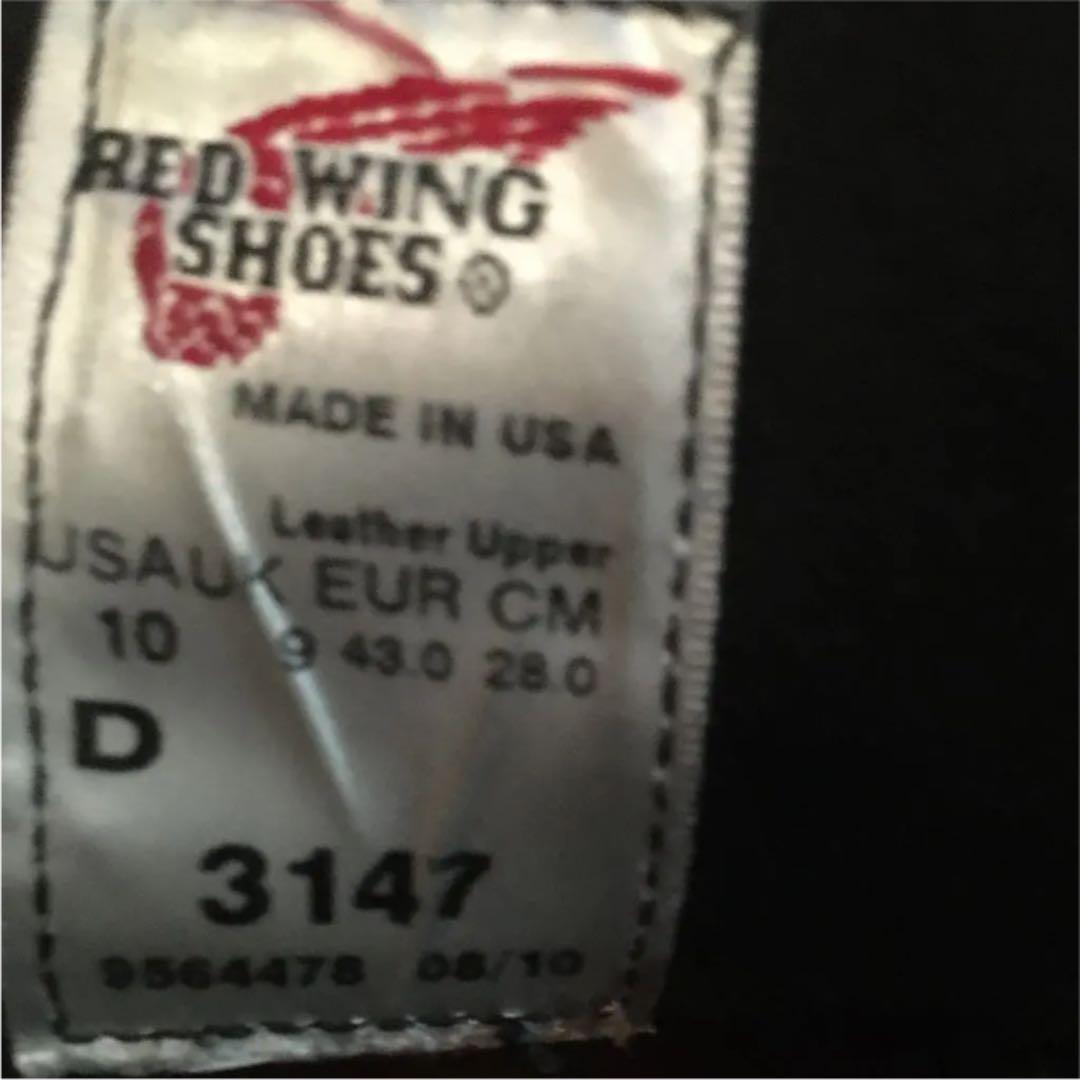 RED WING
SHOES ®
MADE IN USA
Leather Upper
USA UK EUR CM
10 9 43.0 28.0
D
3147
9564478 08/10